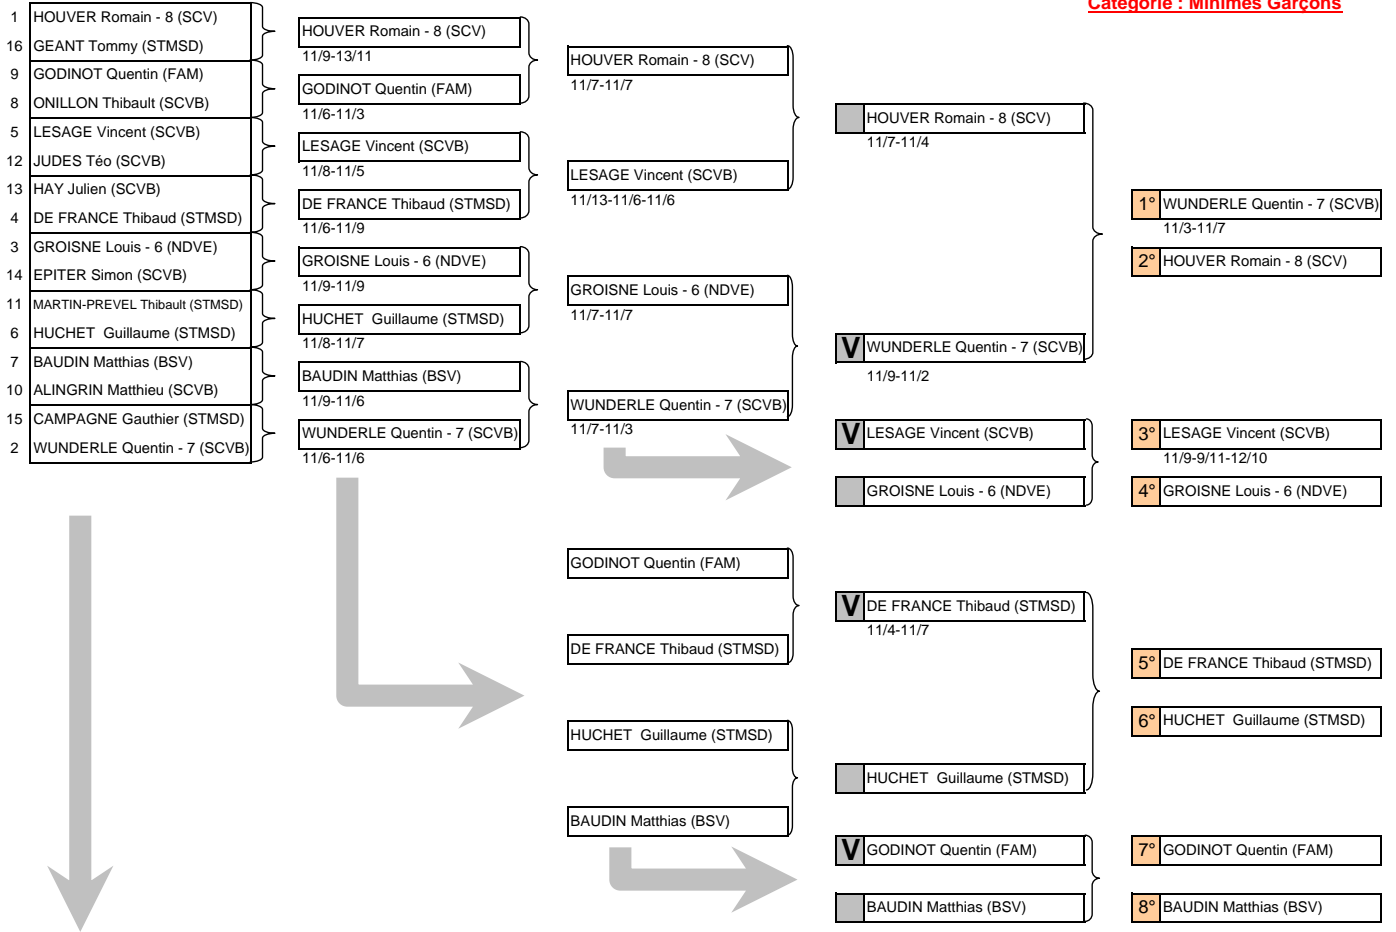 Catégorie : Minimes Garçons
1 HOUVER Romain - 8 (SCV)
16 GEANT Tommy (STMSD)
9 GODINOT Quentin (FAM)
8 ONILLON Thibault (SCVB)
5 LESAGE Vincent (SCVB)
12 JUDES Téo (SCVB)
13 HAY Julien (SCVB)
4 DE FRANCE Thibaud (STMSD)
3 GROISNE Louis - 6 (NDVE)
14 EPITER Simon (SCVB)
11 MARTIN-PREVEL Thibault (STMSD)
6 HUCHET  Guillaume (STMSD)
7 BAUDIN Matthias (BSV)
10 ALINGRIN Matthieu (SCVB)
15 CAMPAGNE Gauthier (STMSD)
2 WUNDERLE Quentin - 7 (SCVB)
HOUVER Romain - 8 (SCV)
11/9-13/11
GODINOT Quentin (FAM)
11/6-11/3
LESAGE Vincent (SCVB)
11/8-11/5
DE FRANCE Thibaud (STMSD)
11/6-11/9
GROISNE Louis - 6 (NDVE)
11/9-11/9
HUCHET  Guillaume (STMSD)
11/8-11/7
BAUDIN Matthias (BSV)
11/9-11/6
WUNDERLE Quentin - 7 (SCVB)
11/6-11/6
HOUVER Romain - 8 (SCV)
11/7-11/7
LESAGE Vincent (SCVB)
11/13-11/6-11/6
GROISNE Louis - 6 (NDVE)
11/7-11/7
WUNDERLE Quentin - 7 (SCVB)
11/7-11/3
GODINOT Quentin (FAM)
DE FRANCE Thibaud (STMSD)
HUCHET  Guillaume (STMSD)
BAUDIN Matthias (BSV)
HOUVER Romain - 8 (SCV)
11/7-11/4
V WUNDERLE Quentin - 7 (SCVB)
11/9-11/2
V LESAGE Vincent (SCVB)
GROISNE Louis - 6 (NDVE)
V DE FRANCE Thibaud (STMSD)
11/4-11/7
HUCHET  Guillaume (STMSD)
V GODINOT Quentin (FAM)
BAUDIN Matthias (BSV)
1° WUNDERLE Quentin - 7 (SCVB)
11/3-11/7
2° HOUVER Romain - 8 (SCV)
3° LESAGE Vincent (SCVB)
11/9-9/11-12/10
4° GROISNE Louis - 6 (NDVE)
5° DE FRANCE Thibaud (STMSD)
6° HUCHET  Guillaume (STMSD)
7° GODINOT Quentin (FAM)
8° BAUDIN Matthias (BSV)